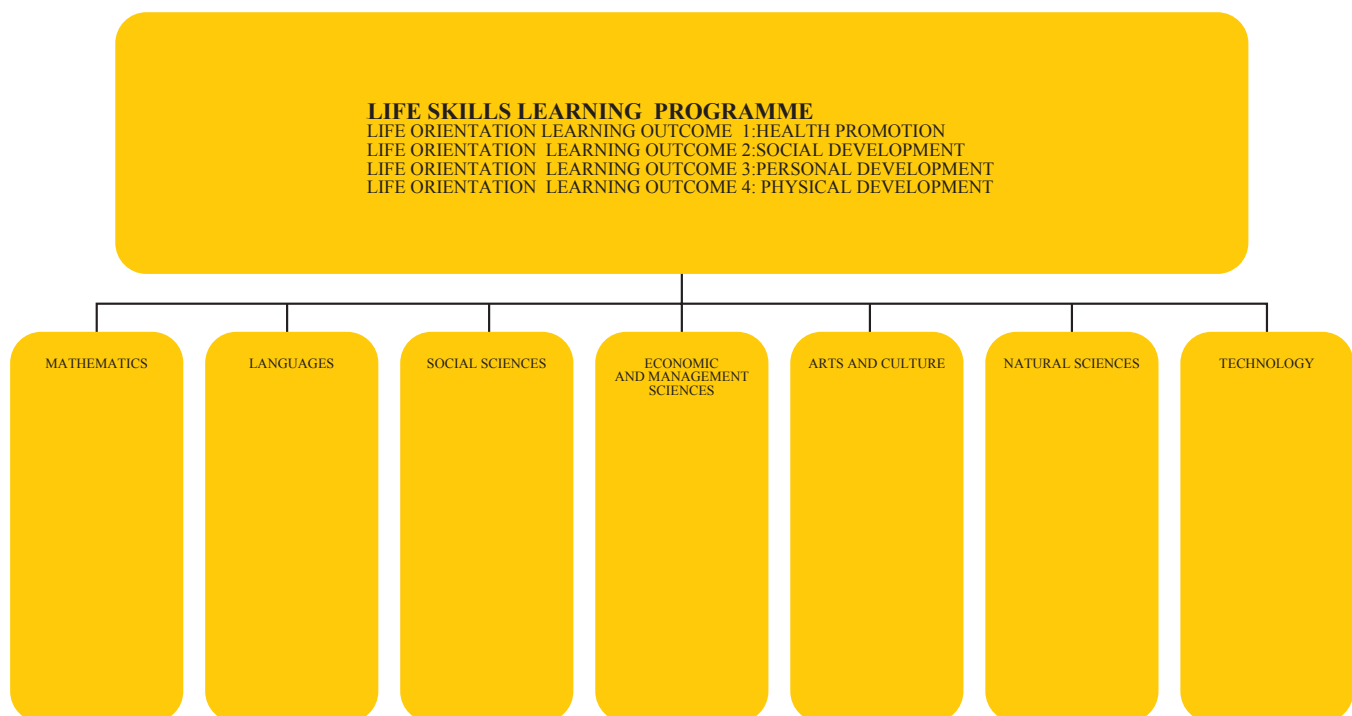 LIFE SKILLS LEARNING  PROGRAMME
LIFE ORIENTATION LEARNING OUTCOME  1:HEALTH PROMOTION
LIFE ORIENTATION  LEARNING OUTCOME 2:SOCIAL DEVELOPMENT
LIFE ORIENTATION  LEARNING OUTCOME 3:PERSONAL DEVELOPMENT
LIFE ORIENTATION  LEARNING OUTCOME 4: PHYSICAL DEVELOPMENT
MATHEMATICS
LANGUAGES
SOCIAL SCIENCES
ECONOMIC
AND MANAGEMENT
SCIENCES
ARTS AND CULTURE
NATURAL SCIENCES
TECHNOLOGY